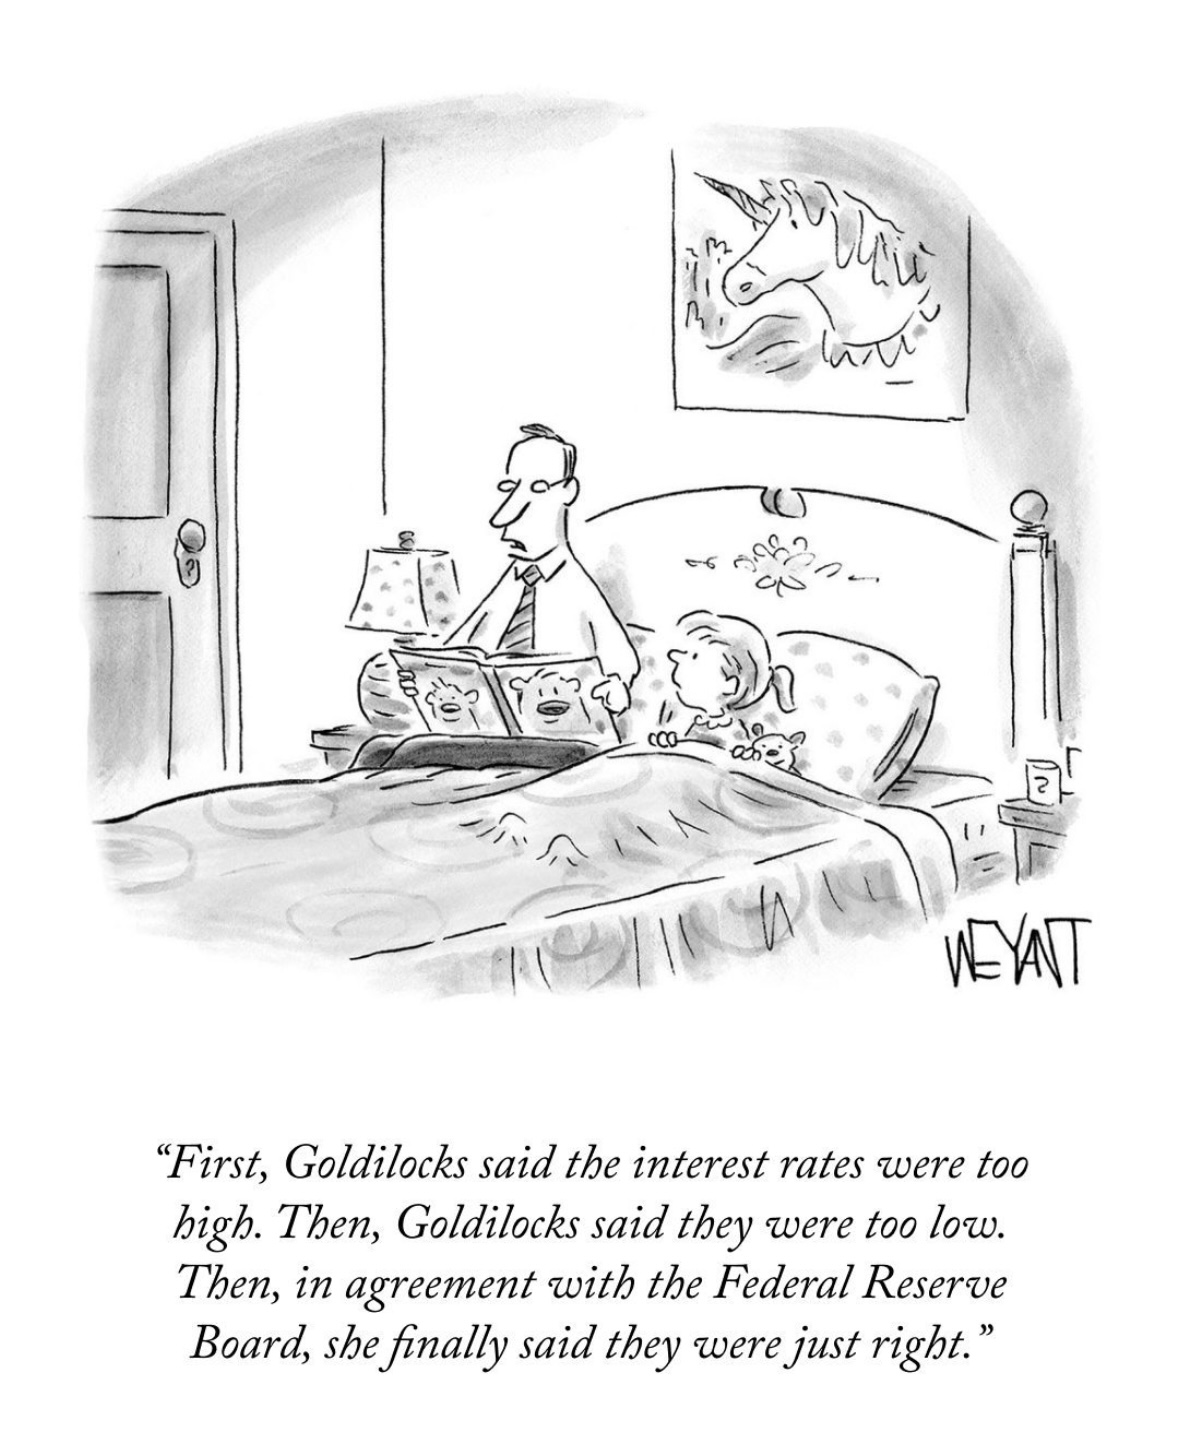 WEYANT
“First, Goldilocks said the interest rates were too
high. Then, Goldilocks said they were too low.
Then, in agreement with the Federal Reserve
Board, she finally said they were just right.”